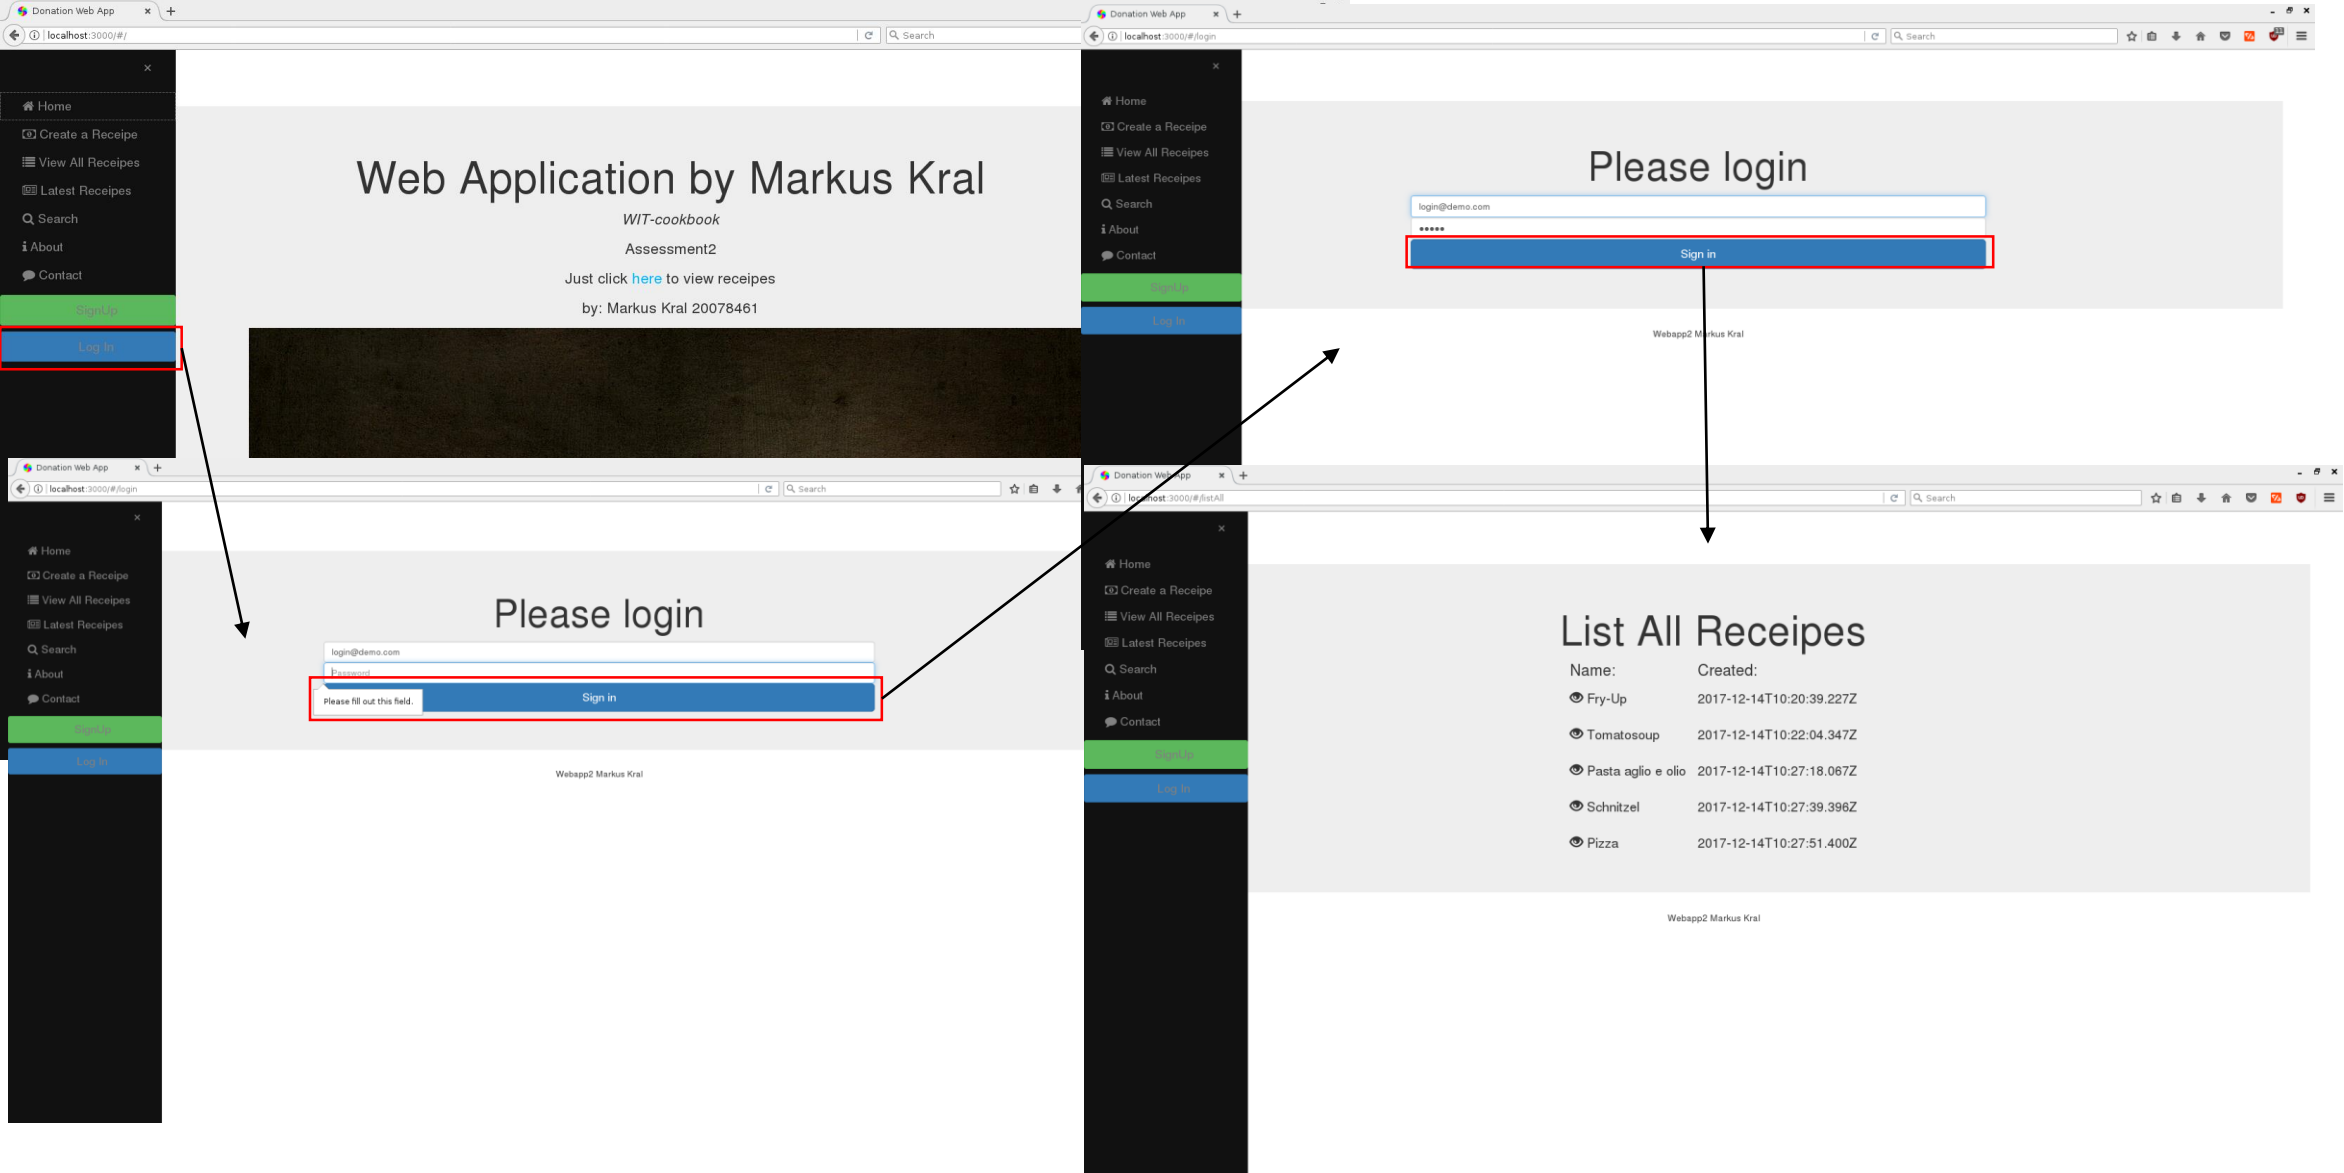 Donation Web App
localhost:3000/#/
Search
Home
Create a Receipe
View All Receipes
Latest Receipes
Search
About
Contact
SignUp
Log In
Web Application by Markus Kral
WIT-cookbook
Assessment2
Just click here to view receipes
by: Markus Kral 20078461
Donation Web App
localhost:3000/#/login
Search
Home
Create a Receipe
View All Receipes
Latest Receipes
Search
About
Contact
SignUp
Log In
Please login
login@demo.com
Password
Sign in
Please fill out this field.
Webapp2 Markus Kral
Donation Web App
localhost:3000/#/login
Search
Home
Create a Receipe
View All Receipes
Latest Receipes
Search
About
Contact
SignUp
Log In
Please login
login@demo.com
Sign in
Webapp2 Markus Kral
Donation Web App
localhost:3000/#/listAll
Search
Home
Create a Receipe
View All Receipes
Latest Receipes
Search
About
Contact
SignUp
Log In
List All Receipes
Name: Created:
Fry-Up 2017-12-14T10:20:39.227Z
Tomatosoup 2017-12-14T10:22:04.347Z
Pasta aglio e olio 2017-12-14T10:27:18.067Z
Schnitzel 2017-12-14T10:27:39.396Z
Pizza 2017-12-14T10:27:51.400Z
Webapp2 Markus Kral